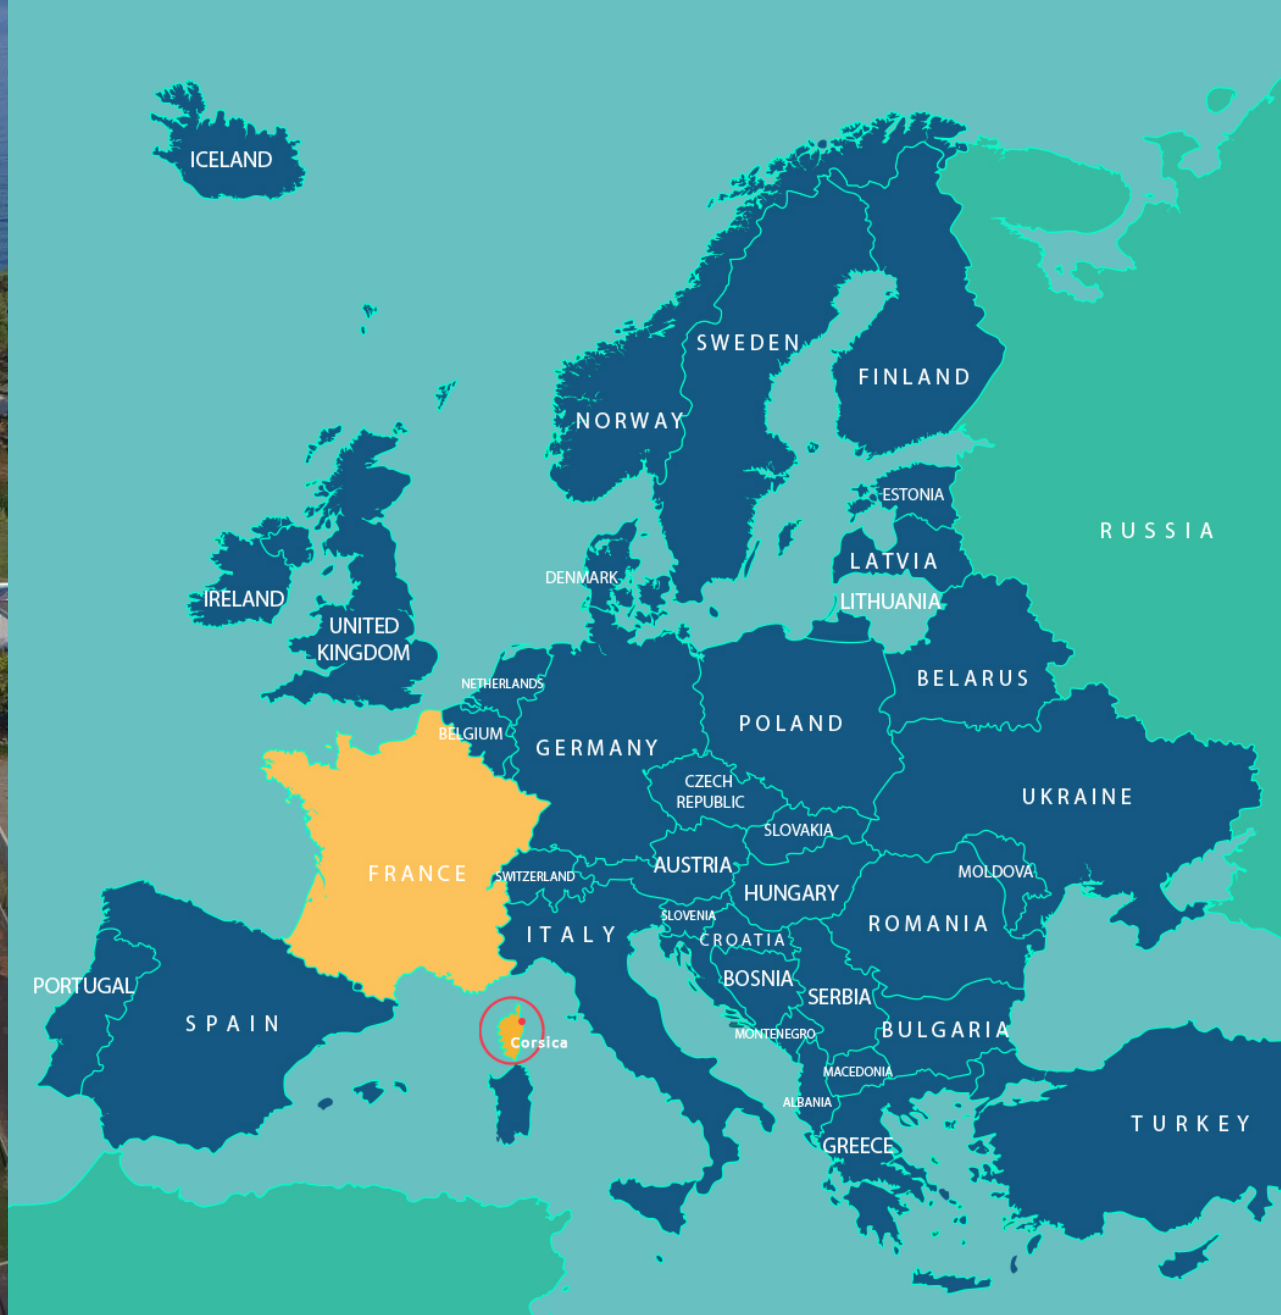 ICELAND
SWEDEN
FINLAND
NORWAY
ESTONIA
RUSSIA
LATVIA
DENMARK
LITHUANIA
IRELAND
UNITED
KINGDOM
BELARUS
NETHERLANDS
POLAND
BELGIUM
GERMANY
CZECH
REPUBLIC
UKRAINE
SLOVAKIA
AUSTRIA
FRANCE
SWITZERLAND
MOLDOVA
HUNGARY
SLOVENIA
ROMANIA
ITALY
CROATIA
BOSNIA
PORTUGAL
SERBIA
SPAIN
BULGARIA
MONTENEGRO
Corsica
MACEDONIA
ALBANIA
TURKEY
GREECE